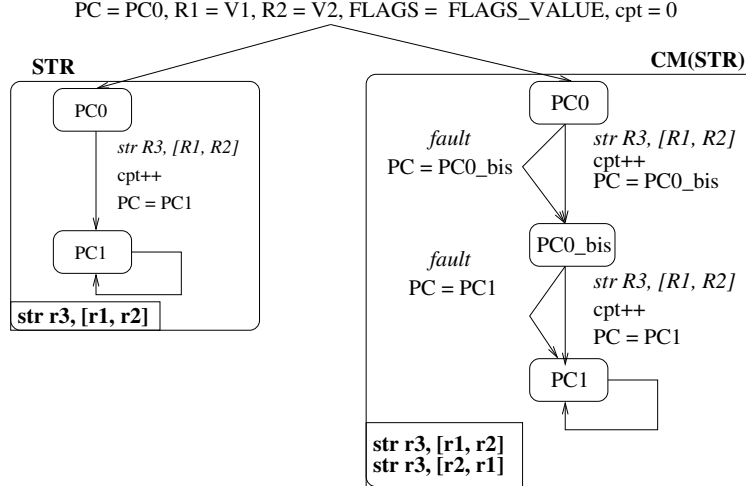 PC = PC0, R1 = V1, R2 = V2, FLAGS = FLAGS_VALUE, cpt = 0
STR
PC0
str R3, [R1, R2]
cpt++
PC = PC1
PC1
str r3, [r1, r2]
CM(STR)
PC0
fault
PC = PC0_bis
str R3, [R1, R2]
cpt++
PC = PC0_bis
PC0_bis
fault
PC = PC1
str R3, [R1, R2]
cpt++
PC = PC1
PC1
str r3, [r1, r2]
str r3, [r2, r1]